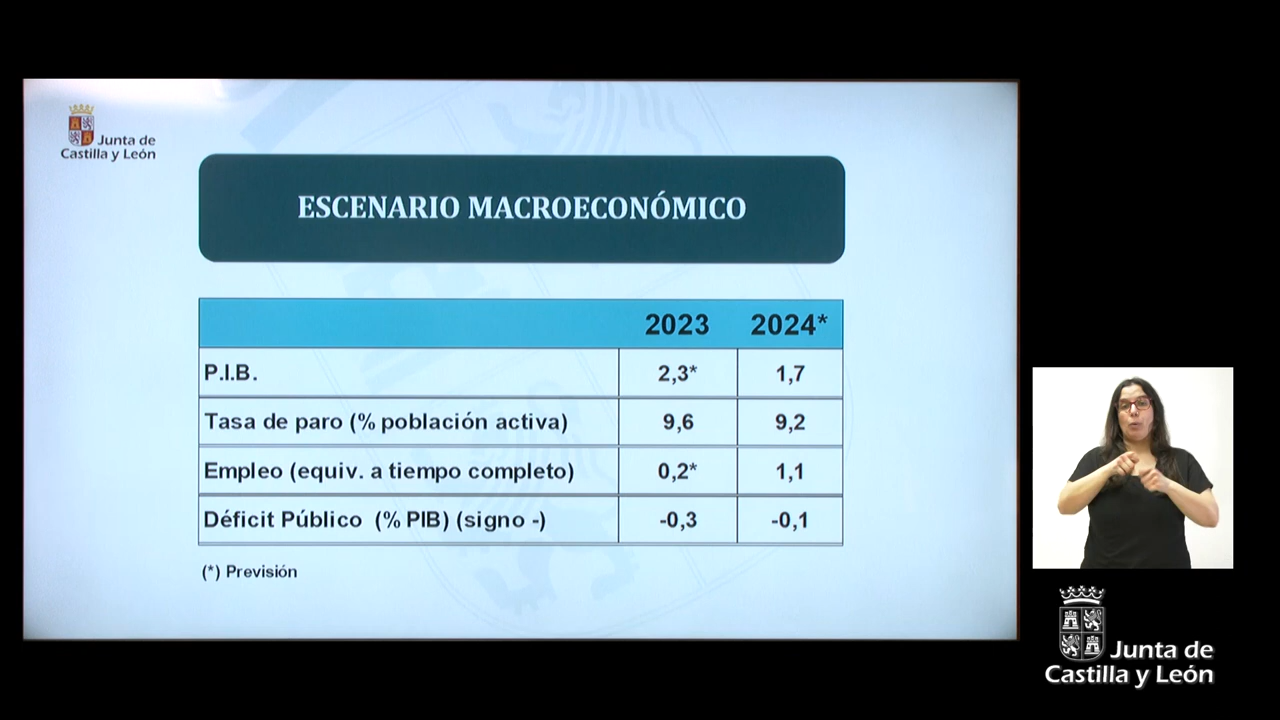 Junta de
Castilla y León
ESCENARIO MACROECONÓMICO
2023 2024*
P.I.B. 2,3* 1,7
Tasa de paro (% población activa) 9,6 9,2
Empleo (equiv. a tiempo completo) 0,2* 1,1
Déficit Público (% PIB) (signo -) -0,3 -0,1
(*) Previsión
Junta de
Castilla y León